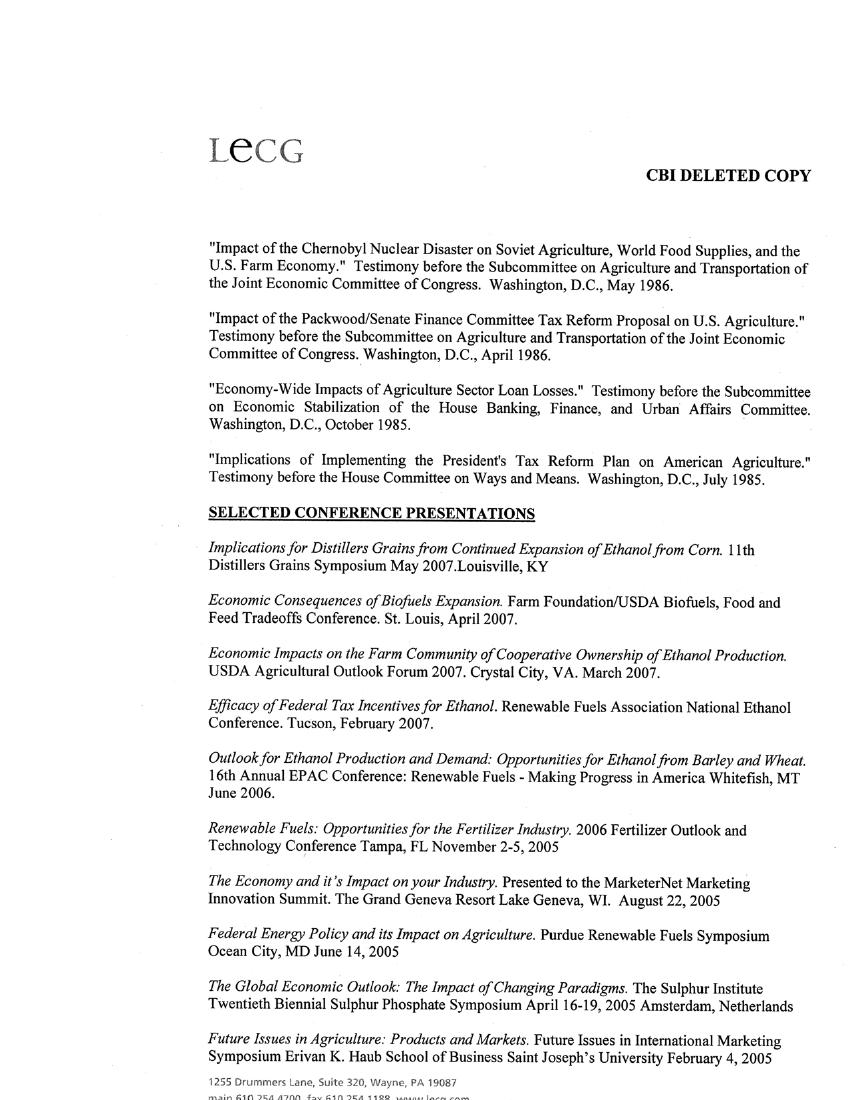 LECG
CBI DELETED COPY
"Impact of the Chernobyl Nuclear Disaster on Soviet Agriculture, World Food Supplies, and the
U.S. Farm Economy." Testimony before the Subcommittee on Agriculture and Transportation of
the Joint Economic Committee of Congress. Washington, D.C., May 1986.
"Impact of the Packwood/Senate Finance Committee Tax Reform Proposal on U.S. Agriculture."
Testimony before the Subcommittee on Agriculture and Transportation of the Joint Economic
Committee of Congress. Washington, D.C., April 1986.
"Economy-Wide Impacts of Agriculture Sector Loan Losses." Testimony before the Subcommittee
on Economic Stabilization of the House Banking, Finance, and Urban Affairs Committee.
Washington, D.C., October 1985.
"Implications of Implementing the President's Tax Reform Plan on American Agriculture."
Testimony before the House Committee on Ways and Means. Washington, D.C., July 1985.
SELECTED CONFERENCE PRESENTATIONS
Implications for Distillers Grains from Continued Expansion of Ethanol from Corn. 11th
Distillers Grains Symposium May 2007.Louisville, KY
Economic Consequences of Biofuels Expansion. Farm Foundation/USDA Biofuels, Food and
Feed Tradeoffs Conference. St. Louis, April 2007.
Economic Impacts on the Farm Community of Cooperative Ownership of Ethanol Production.
USDA Agricultural Outlook Forum 2007. Crystal City, VA. March 2007.
Efficacy of Federal Tax Incentives for Ethanol. Renewable Fuels Association National Ethanol
Conference. Tucson, February 2007.
Outlook for Ethanol Production and Demand: Opportunities for Ethanol from Barley and Wheat.
16th Annual EPAC Conference: Renewable Fuels - Making Progress in America Whitefish, MT
June 2006.
Renewable Fuels: Opportunities for the Fertilizer Industry. 2006 Fertilizer Outlook and
Technology Conference Tampa, FL November 2-5, 2005
The Economy and it's Impact on your Industry. Presented to the MarketerNet Marketing
Innovation Summit. The Grand Geneva Resort Lake Geneva, WI. August 22, 2005
Federal Energy Policy and its Impact on Agriculture. Purdue Renewable Fuels Symposium
Ocean City, MD June 14, 2005
The Global Economic Outlook: The Impact of Changing Paradigms. The Sulphur Institute
Twentieth Biennial Sulphur Phosphate Symposium April 16-19, 2005 Amsterdam, Netherlands
Future Issues in Agriculture: Products and Markets. Future Issues in International Marketing
Symposium Erivan K. Haub School of Business Saint Joseph's University February 4, 2005
1255 Drummers Lane, Suite 320, Wayne, PA 19087
main 610.254.4700 fax 610.254.1188 www.lecg.com